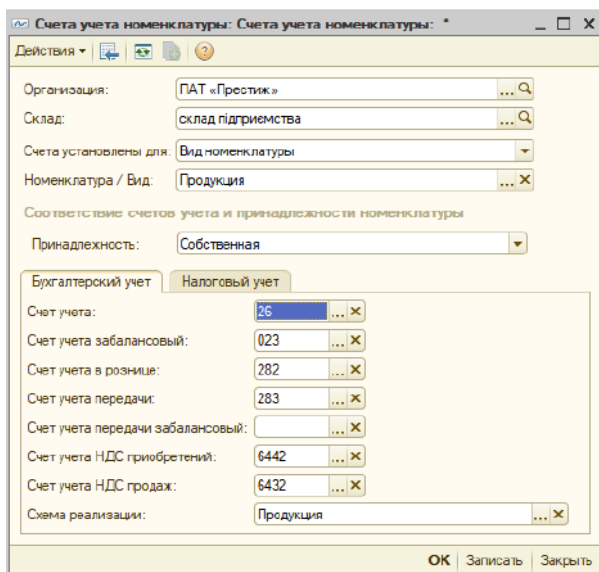 Счета учета номенклатуры: Счета учета номенклатуры: *
Действия
Организация: ПАТ «Престиж» ...
Склад: склад підприємства ...
Счета установлены для: Вид номенклатуры
Номенклатура / Вид: Продукция ...
Соответствие счетов учета и принадлежности номенклатуры
Принадлежность: Собственная
Бухгалтерский учет Налоговый учет
Счет учета: 26 ...
Счет учета забалансовый: 023 ...
Счет учета в рознице: 282 ...
Счет учета передачи: 283 ...
Счет учета передачи забалансовый: ...
Счет учета НДС приобретений: 6442 ...
Счет учета НДС продаж: 6432 ...
Схема реализации: Продукция ...
OK Записать Закрыть